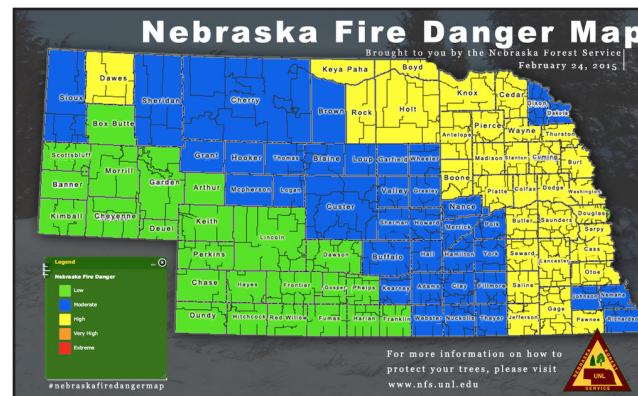 Nebraska Fire Danger Map
Brought to you by the Nebraska Forest Service
February 24, 2015
Keya Paha Boyd
Dawes Knox Cedar Dixon
Sioux Sheridan Cherry Brown Rock Holt Dakota
Box Butte Antelope Pierce Wayne Thurston
Scottsbluff Morrill Garden Grant Hooker Thomas Blaine Loup Garfield Wheeler Madison Stanton Cuming Burt
Banner Arthur Mcpherson Logan Custer Valley Greeley Boone Platte Colfax Dodge Washington
Kimball Cheyenne Deuel Keith Lincoln Sherman Howard Nance Merrick Polk Butler Saunders Douglas
Sarpy
Perkins Dawson Buffalo Hall Hamilton York Seward Lancaster Cass
Otoe
Chase Hayes Frontier Gosper Phelps Kearney Adams Clay Fillmore Saline Johnson Nemaha
Dundy Hitchcock Red Willow Furnas Harlan Franklin Webster Nuckolls Thayer Jefferson Gage Pawnee Richardson
Legend
Nebraska Fire Danger
Low
Moderate
High
Very High
Extreme
#nebraskafiredangermap
For more information on how to
protect your trees, please visit
www.nfs.unl.edu
NEBRASKA
FOREST
UNL
SERVICE